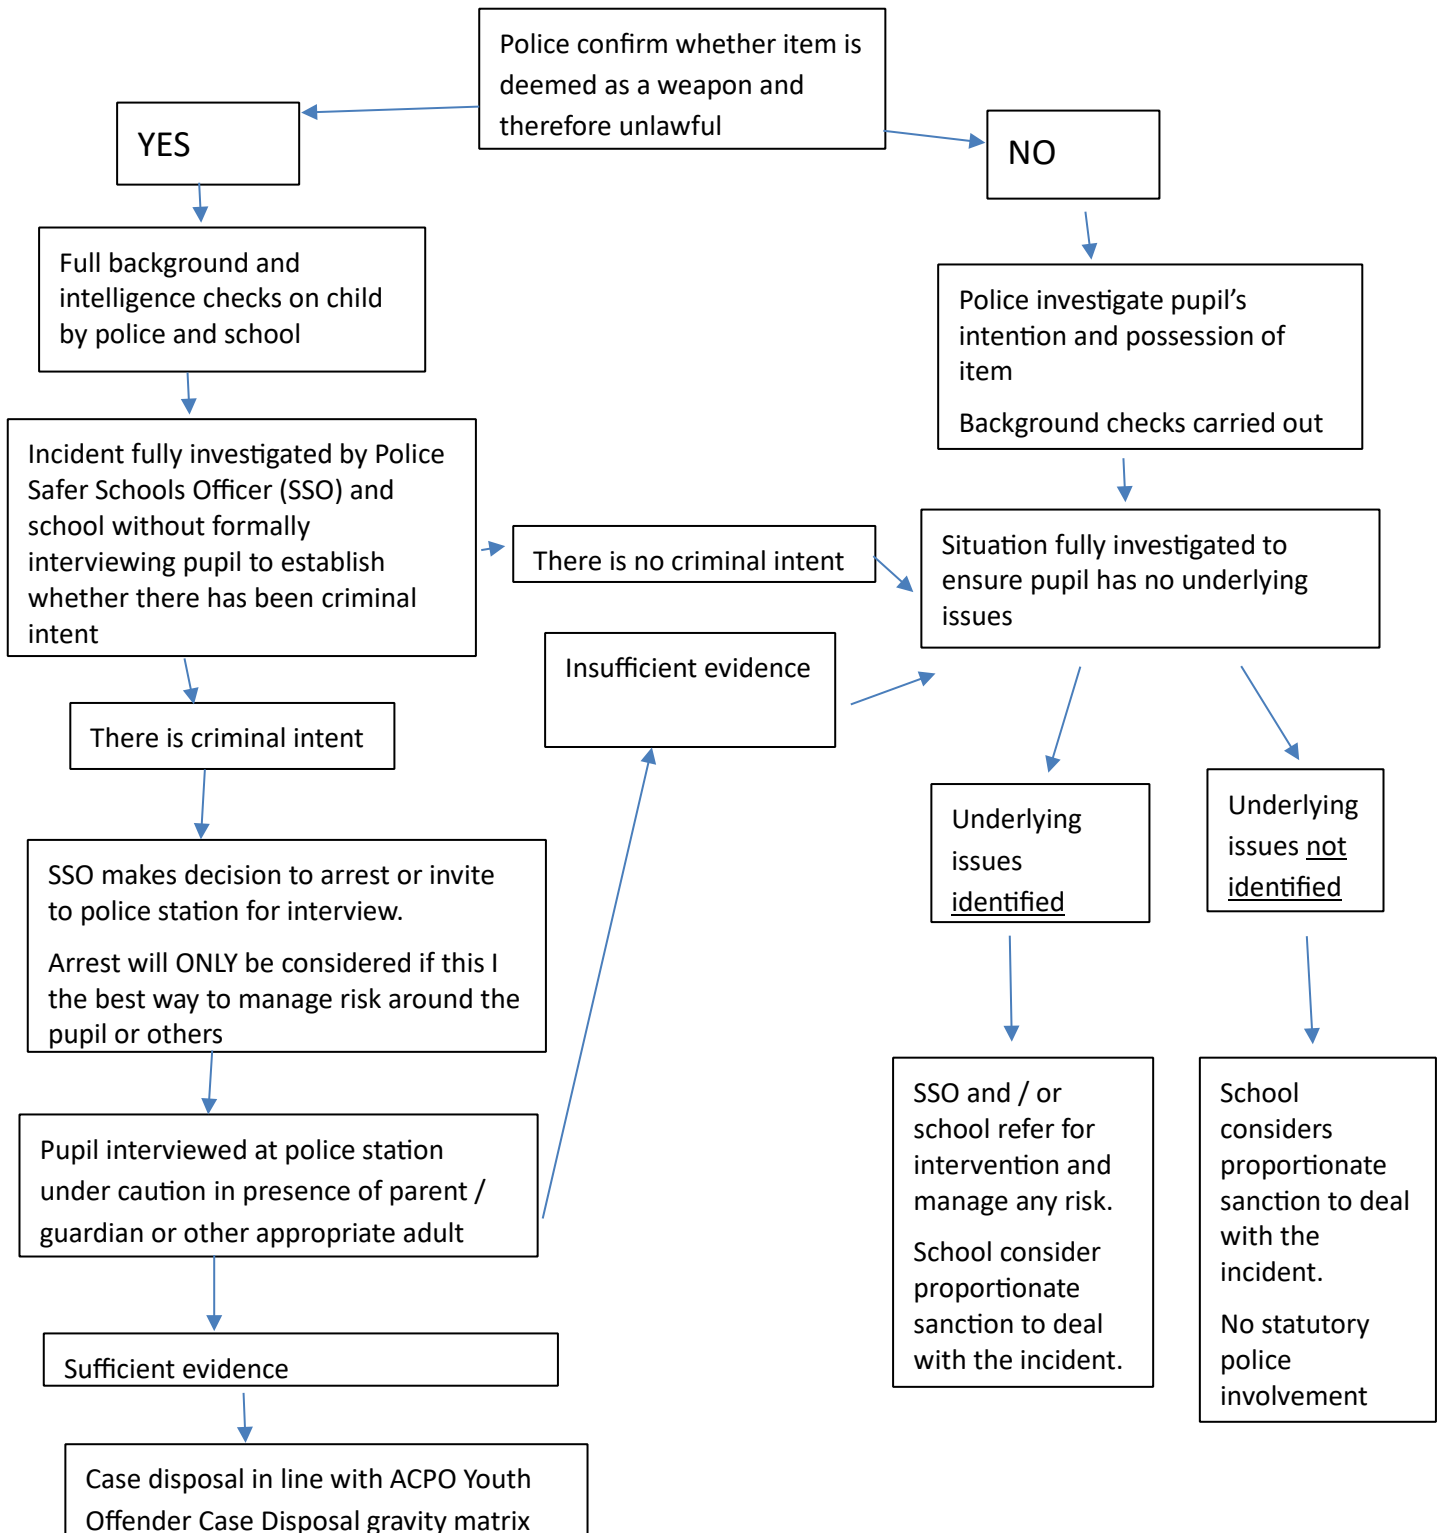 Police confirm whether item is
deemed as a weapon and
therefore unlawful
YES
NO
Full background and
intelligence checks on child
by police and school
Police investigate pupil’s
intention and possession of
item
Background checks carried out
Incident fully investigated by Police
Safer Schools Officer (SSO) and
school without formally
interviewing pupil to establish
whether there has been criminal
intent
There is no criminal intent
Situation fully investigated to
ensure pupil has no underlying
issues
Insufficient evidence
There is criminal intent
Underlying
issues
identified
Underlying
issues not
identified
SSO makes decision to arrest or invite
to police station for interview.
Arrest will ONLY be considered if this I
the best way to manage risk around the
pupil or others
Pupil interviewed at police station
under caution in presence of parent /
guardian or other appropriate adult
SSO and / or
school refer for
intervention and
manage any risk.
School consider
proportionate
sanction to deal
with the incident.
School
considers
proportionate
sanction to deal
with the
incident.
No statutory
police
involvement
Sufficient evidence
Case disposal in line with ACPO Youth
Offender Case Disposal gravity matrix